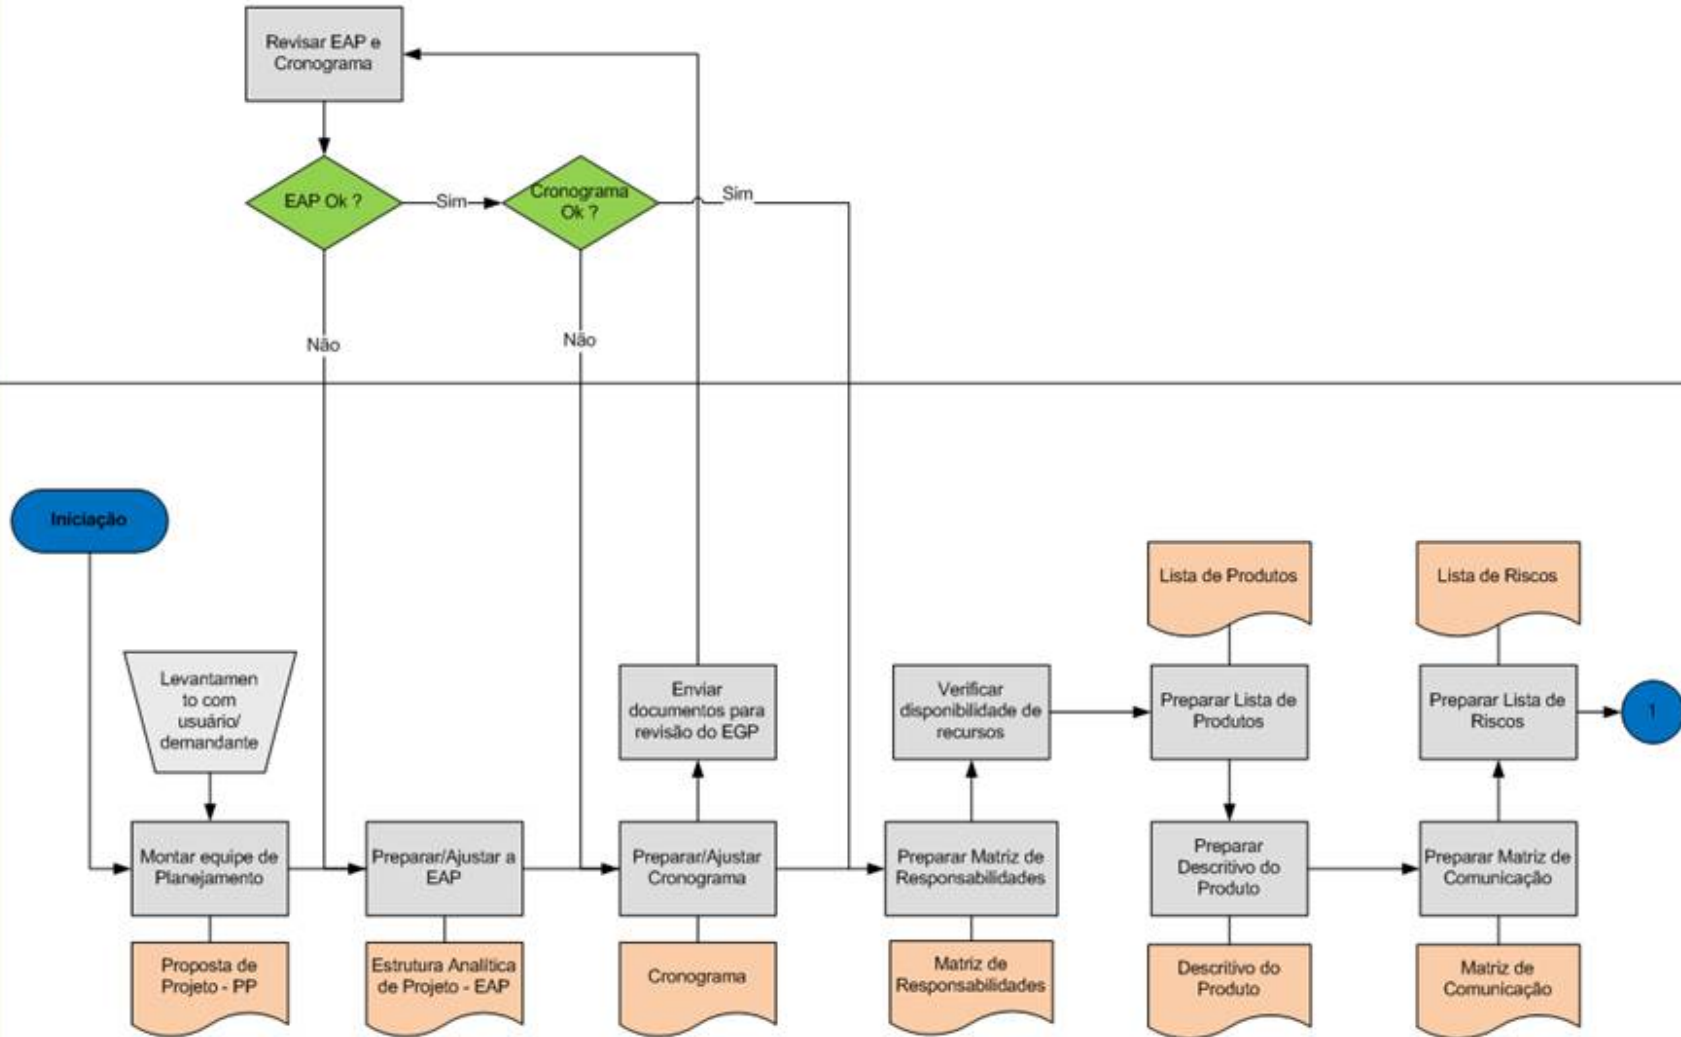 Revisar EAP e
Cronograma
EAP Ok ?
Sim
Cronograma
Ok ?
Sim
Não
Não
Iniciação
Levantamen
to com
usuário/
demandante
Montar equipe de
Planejamento
Proposta de
Projeto - PP
Preparar/Ajustar a
EAP
Estrutura Analítica
de Projeto - EAP
Enviar
documentos para
revisão do EGP
Preparar/Ajustar
Cronograma
Cronograma
Verificar
disponibilidade de
recursos
Preparar Matriz de
Responsabilidades
Matriz de
Responsabilidades
Lista de Produtos
Preparar Lista de
Produtos
Preparar
Descritivo do
Produto
Descritivo do
Produto
Lista de Riscos
Preparar Lista de
Riscos
Preparar Matriz de
Comunicação
Matriz de
Comunicação
1